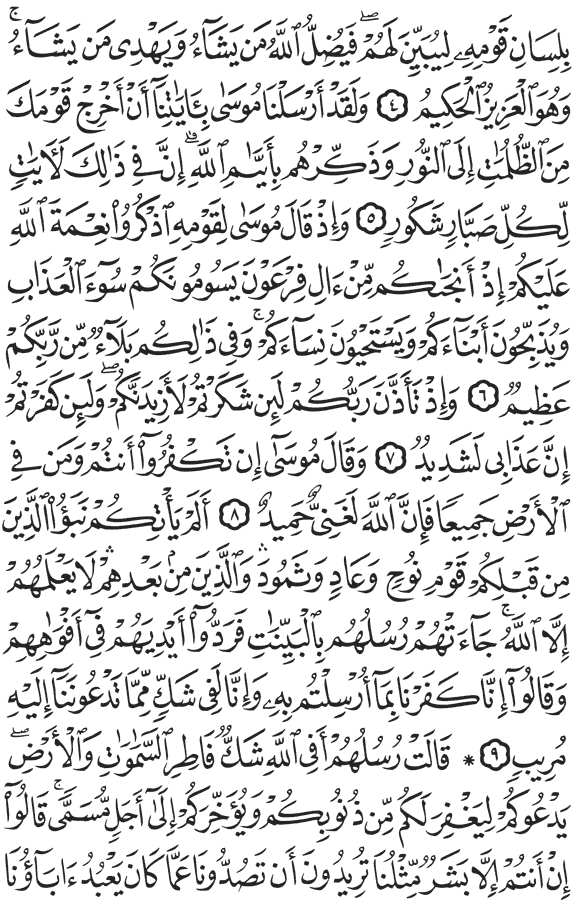 بِلِسَانِ قَوْمِهِۦ لِيُبَيِّنَ لَهُمْۖ فَيُضِلُّ ٱللَّهُ مَن يَشَآءُ وَيَهْدِى مَن يَشَآءُۚ
وَهُوَ ٱلْعَزِيزُ ٱلْحَكِيمُ ٤ وَلَقَدْ أَرْسَلْنَا مُوسَىٰ بِـَٔايَـٰتِنَآ أَنْ أَخْرِجْ قَوْمَكَ
مِنَ ٱلظُّلُمَـٰتِ إِلَى ٱلنُّورِ وَذَكِّرْهُم بِأَيَّىٰمِ ٱللَّهِۚ إِنَّ فِى ذَٰلِكَ لَـَٔايَـٰتٍ
لِّكُلِّ صَبَّارٍ شَكُورٍ ٥ وَإِذْ قَالَ مُوسَىٰ لِقَوْمِهِ ٱذْكُرُوا۟ نِعْمَةَ ٱللَّهِ
عَلَيْكُمْ إِذْ أَنجَىٰكُم مِّنْ ءَالِ فِرْعَوْنَ يَسُومُونَكُمْ سُوٓءَ ٱلْعَذَابِ
وَيُذَبِّحُونَ أَبْنَآءَكُمْ وَيَسْتَحْيُونَ نِسَآءَكُمْۚ وَفِى ذَٰلِكُم بَلَآءٌ مِّن رَّبِّكُمْ
عَظِيمٌ ٦ وَإِذْ تَأَذَّنَ رَبُّكُمْ لَئِن شَكَرْتُمْ لَأَزِيدَنَّكُمْۖ وَلَئِن كَفَرْتُمْ
إِنَّ عَذَابِى لَشَدِيدٌ ٧ وَقَالَ مُوسَىٰٓ إِن تَكْفُرُوٓا۟ أَنتُمْ وَمَن فِى
ٱلْأَرْضِ جَمِيعًا فَإِنَّ ٱللَّهَ لَغَنِىٌّ حَمِيدٌ ٨ أَلَمْ يَأْتِكُمْ نَبَؤُا۟ ٱلَّذِينَ
مِن قَبْلِكُمْ قَوْمِ نُوحٍ وَعَادٍ وَثَمُودَۛ وَٱلَّذِينَ مِنۢ بَعْدِهِمْۛ لَا يَعْلَمُهُمْ
إِلَّا ٱللَّهُۚ جَآءَتْهُمْ رُسُلُهُم بِٱلْبَيِّنَـٰتِ فَرَدُّوٓا۟ أَيْدِيَهُمْ فِىٓ أَفْوَٰهِهِمْ
وَقَالُوٓا۟ إِنَّا كَفَرْنَا بِمَآ أُرْسِلْتُم بِهِۦ وَإِنَّا لَفِى شَكٍّ مِّمَّا تَدْعُونَنَآ إِلَيْهِ
مُرِيبٍ ٩ * قَالَتْ رُسُلُهُمْ أَفِى ٱللَّهِ شَكٌّ فَاطِرِ ٱلسَّمَـٰوَٰتِ وَٱلْأَرْضِۖ
يَدْعُوكُمْ لِيَغْفِرَ لَكُم مِّن ذُنُوبِكُمْ وَيُؤَخِّرَكُمْ إِلَىٰٓ أَجَلٍ مُّسَمًّىۚ قَالُوٓا۟
إِنْ أَنتُمْ إِلَّا بَشَرٌ مِّثْلُنَا تُرِيدُونَ أَن تَصُدُّونَا عَمَّا كَانَ يَعْبُدُ ءَابَآؤُنَا